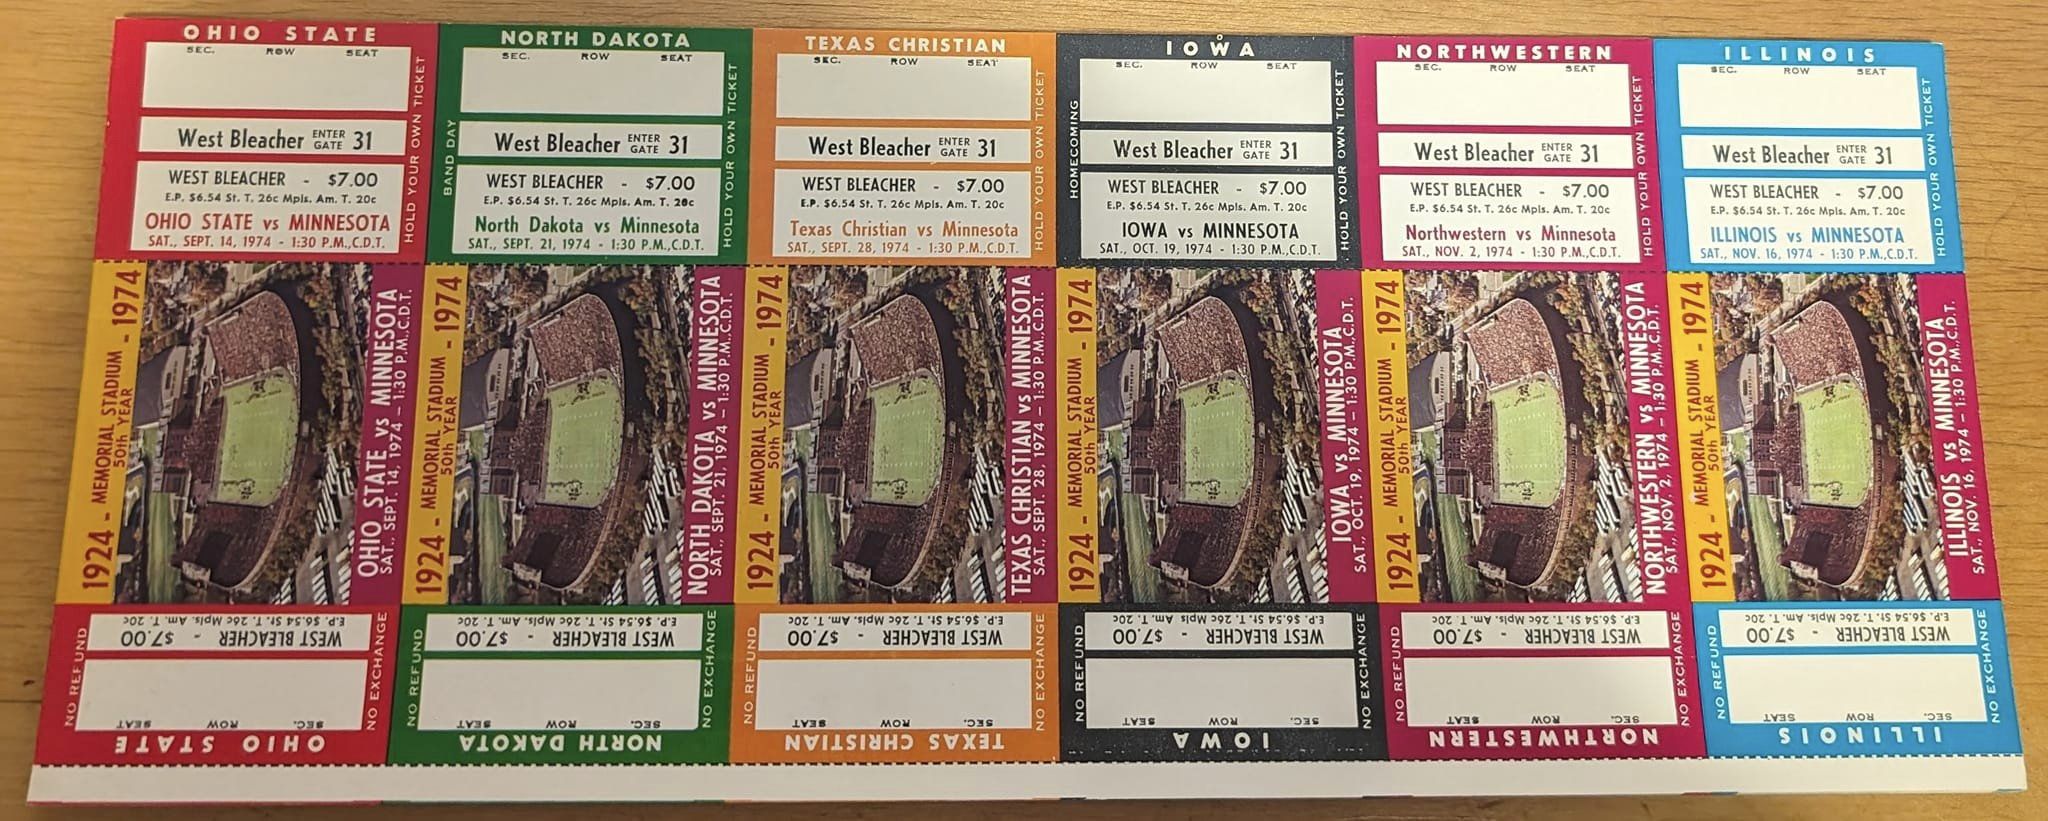 OHIO STATE
SEC. ROW SEAT
West Bleacher ENTER GATE 31
WEST BLEACHER - $7.00
E.P. $6.54 St. T. 26c Mpls. Am. T. 20c
OHIO STATE vs MINNESOTA
SAT., SEPT. 14, 1974 - 1:30 P.M., C.D.T.
HOLD YOUR OWN TICKET
1924 - MEMORIAL STADIUM - 1974
50th YEAR
OHIO STATE vs MINNESOTA
SAT., SEPT. 14, 1974 — 1:30 P.M., C.D.T.
NO REFUND
NO EXCHANGE
WEST BLEACHER - $7.00
E.P. $6.54 St. T. 26c Mpls. Am. T. 20c
SEC. ROW SEAT
OHIO STATE
NORTH DAKOTA
SEC. ROW SEAT
BAND DAY
West Bleacher ENTER GATE 31
WEST BLEACHER - $7.00
E.P. $6.54 St. T. 26c Mpls. Am. T. 20c
North Dakota vs Minnesota
SAT., SEPT. 21, 1974 - 1:30 P.M., C.D.T.
HOLD YOUR OWN TICKET
1924 - MEMORIAL STADIUM - 1974
50th YEAR
NORTH DAKOTA vs MINNESOTA
SAT., SEPT. 21, 1974 — 1:30 P.M., C.D.T.
NO REFUND
NO EXCHANGE
WEST BLEACHER - $7.00
E.P. $6.54 St. T. 26c Mpls. Am. T. 20c
SEC. ROW SEAT
NORTH DAKOTA
TEXAS CHRISTIAN
SEC. ROW SEAT
West Bleacher ENTER GATE 31
WEST BLEACHER - $7.00
E.P. $6.54 St. T. 26c Mpls. Am. T. 20c
Texas Christian vs Minnesota
SAT., SEPT. 28, 1974 - 1:30 P.M., C.D.T.
HOLD YOUR OWN TICKET
1924 - MEMORIAL STADIUM - 1974
50th YEAR
TEXAS CHRISTIAN vs MINNESOTA
SAT., SEPT. 28, 1974 — 1:30 P.M., C.D.T.
NO REFUND
NO EXCHANGE
WEST BLEACHER - $7.00
E.P. $6.54 St. T. 26c Mpls. Am. T. 20c
SEC. ROW SEAT
TEXAS CHRISTIAN
IOWA
SEC. ROW SEAT
HOMECOMING
West Bleacher ENTER GATE 31
WEST BLEACHER - $7.00
E.P. $6.54 St. T. 26c Mpls. Am. T. 20c
IOWA vs MINNESOTA
SAT., OCT. 19, 1974 - 1:30 P.M., C.D.T.
HOLD YOUR OWN TICKET
1924 - MEMORIAL STADIUM - 1974
50th YEAR
IOWA vs MINNESOTA
SAT., OCT. 19, 1974 — 1:30 P.M., C.D.T.
NO REFUND
NO EXCHANGE
WEST BLEACHER - $7.00
E.P. $6.54 St. T. 26c Mpls. Am. T. 20c
SEC. ROW SEAT
IOWA
NORTHWESTERN
SEC. ROW SEAT
West Bleacher ENTER GATE 31
WEST BLEACHER - $7.00
E.P. $6.54 St. T. 26c Mpls. Am. T. 20c
Northwestern vs Minnesota
SAT., NOV. 2, 1974 - 1:30 P.M., C.D.T.
HOLD YOUR OWN TICKET
1924 - MEMORIAL STADIUM - 1974
50th YEAR
NORTHWESTERN vs MINNESOTA
SAT., NOV. 2, 1974 — 1:30 P.M., C.D.T.
NO REFUND
NO EXCHANGE
WEST BLEACHER - $7.00
E.P. $6.54 St. T. 26c Mpls. Am. T. 20c
SEC. ROW SEAT
NORTHWESTERN
ILLINOIS
SEC. ROW SEAT
West Bleacher ENTER GATE 31
WEST BLEACHER - $7.00
E.P. $6.54 St. T. 26c Mpls. Am. T. 20c
ILLINOIS vs MINNESOTA
SAT., NOV. 16, 1974 - 1:30 P.M., C.D.T.
HOLD YOUR OWN TICKET
1924 - MEMORIAL STADIUM - 1974
50th YEAR
ILLINOIS vs MINNESOTA
SAT., NOV. 16, 1974 — 1:30 P.M., C.D.T.
NO REFUND
NO EXCHANGE
WEST BLEACHER - $7.00
E.P. $6.54 St. T. 26c Mpls. Am. T. 20c
SEC. ROW SEAT
ILLINOIS